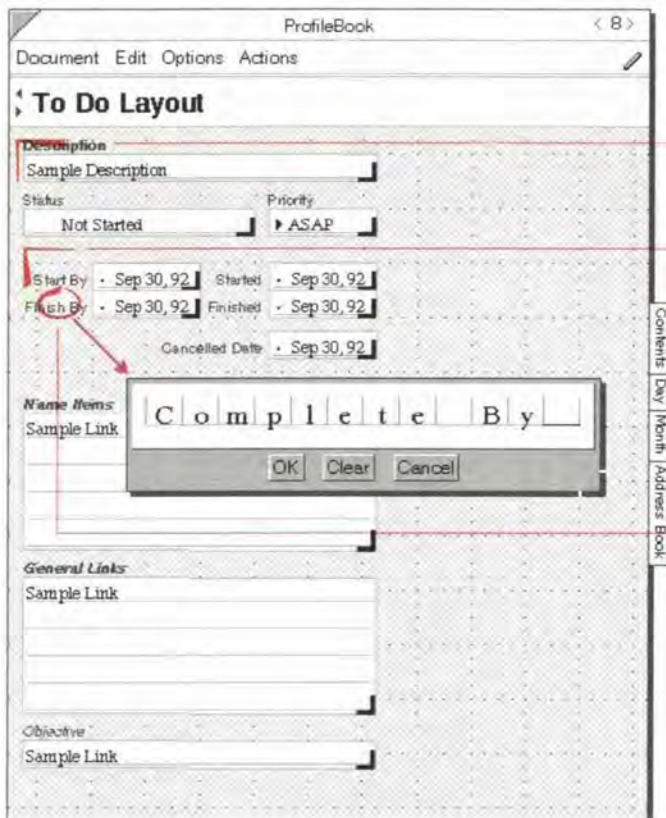 ProfileBook < 8 >
Document Edit Options Actions
To Do Layout
Description
Sample Description
Status Priority
Not Started ASAP
Start By Sep 30, 92 Started Sep 30, 92
Finish By Sep 30, 92 Finished Sep 30, 92
Cancelled Date Sep 30, 92
Complete By
OK Clear Cancel
Name Items
Sample Link
General Links
Sample Link
Objective
Sample Link
Contents Day Month Address Book